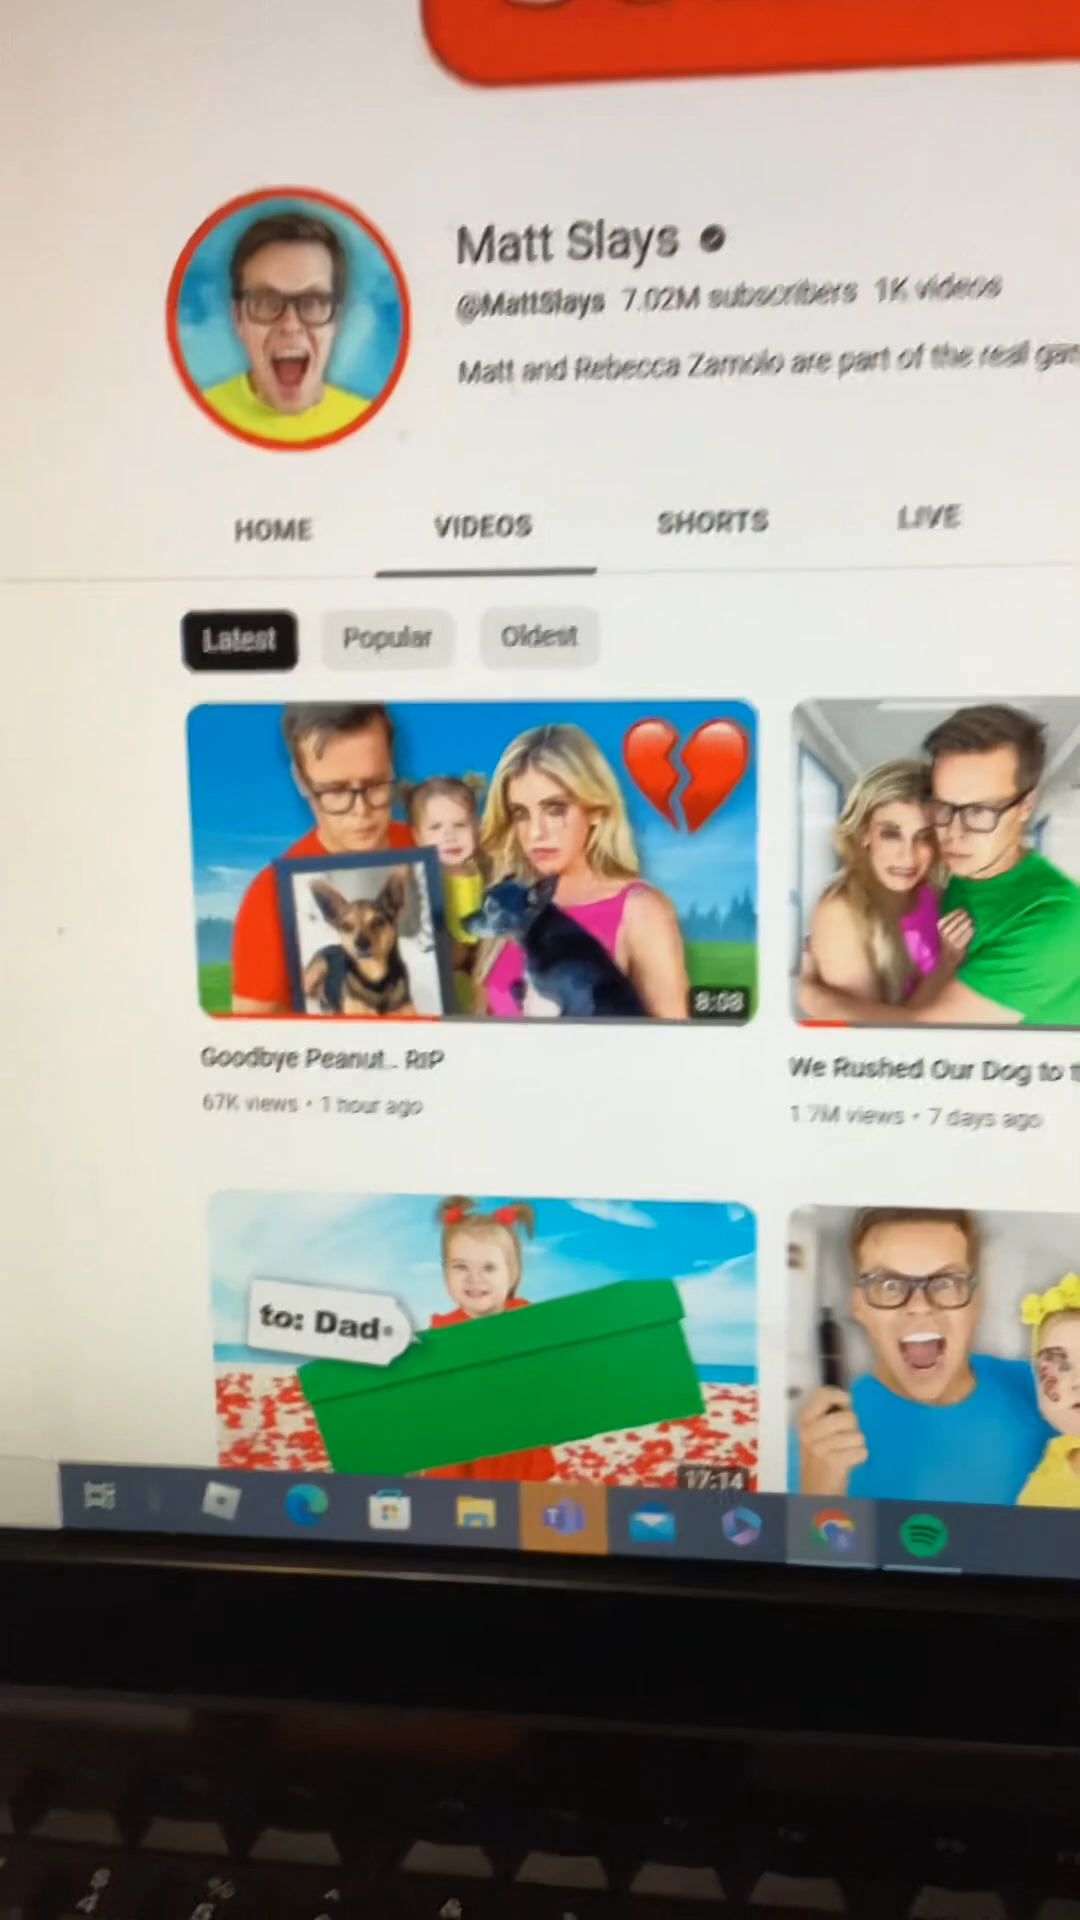 Matt Slays
@MattSlays 7.02M subscribers 1K videos
Matt and Rebecca Zamolo are part of the real
HOME VIDEOS SHORTS LIVE
Latest Popular Oldest
8:08
Goodbye Peanut.. RIP
We Rushed Our Dog to
67K views • 1 hour ago
1.7M views • 7 days ago
to: Dad
17:14